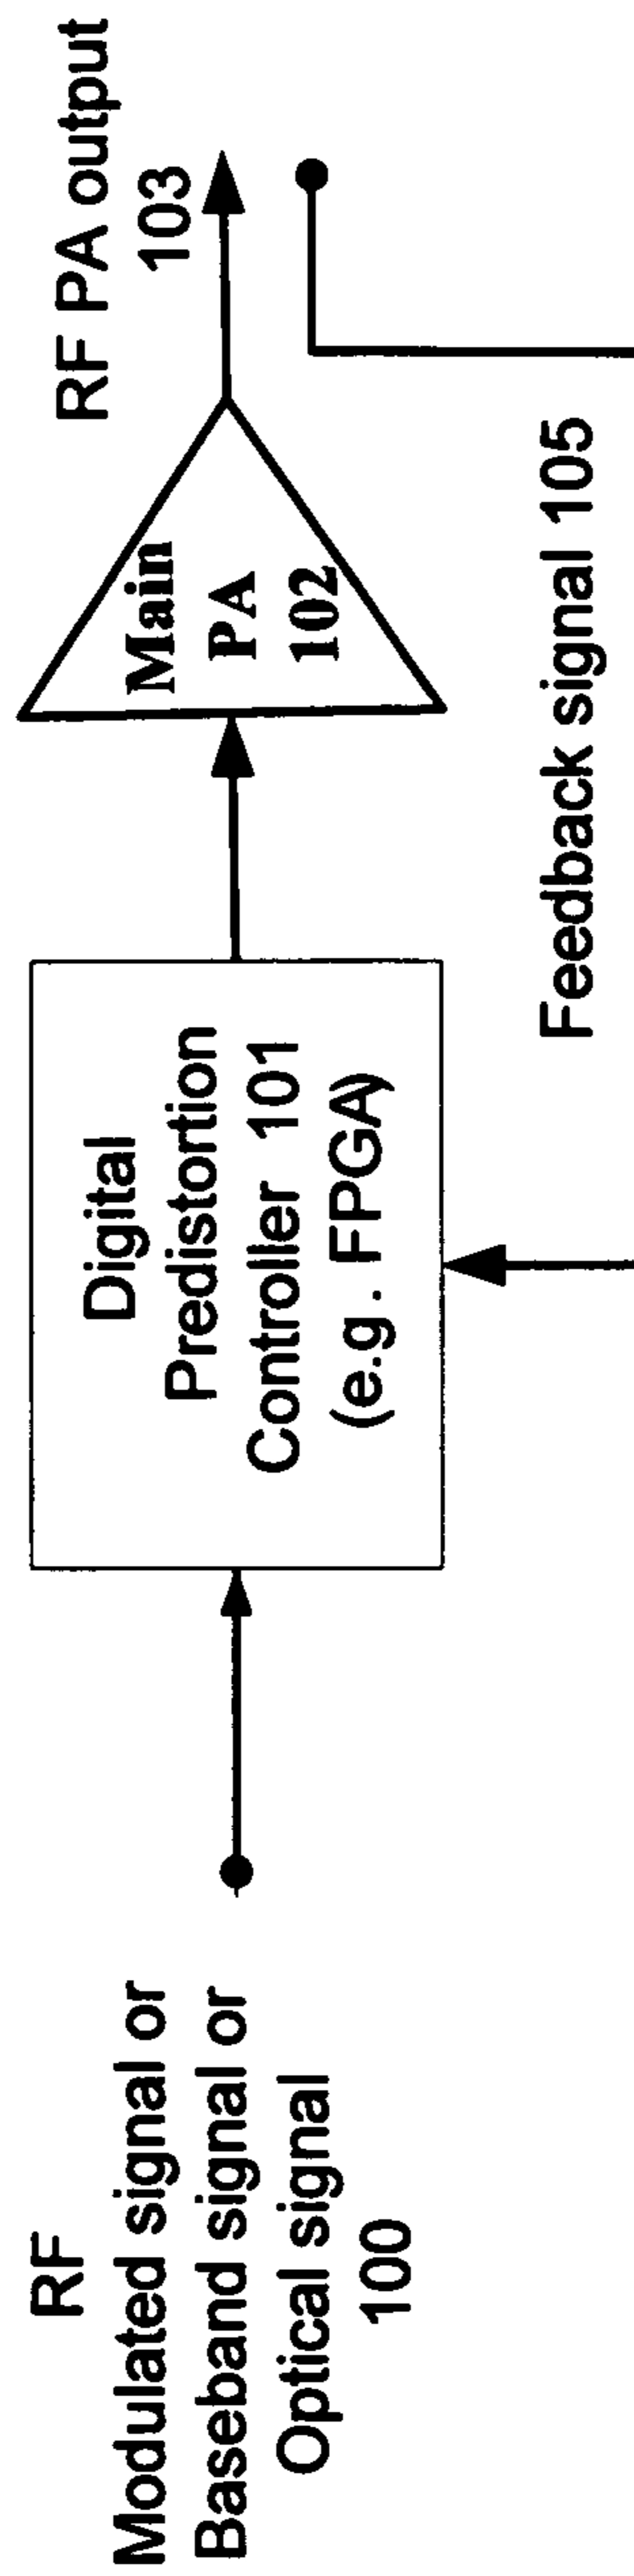 RF
Modulated signal or
Baseband signal or
Optical signal
100
Digital
Predistortion
Controller 101
(e.g. FPGA)
Main
PA
102
RF PA output
103
Feedback signal 105